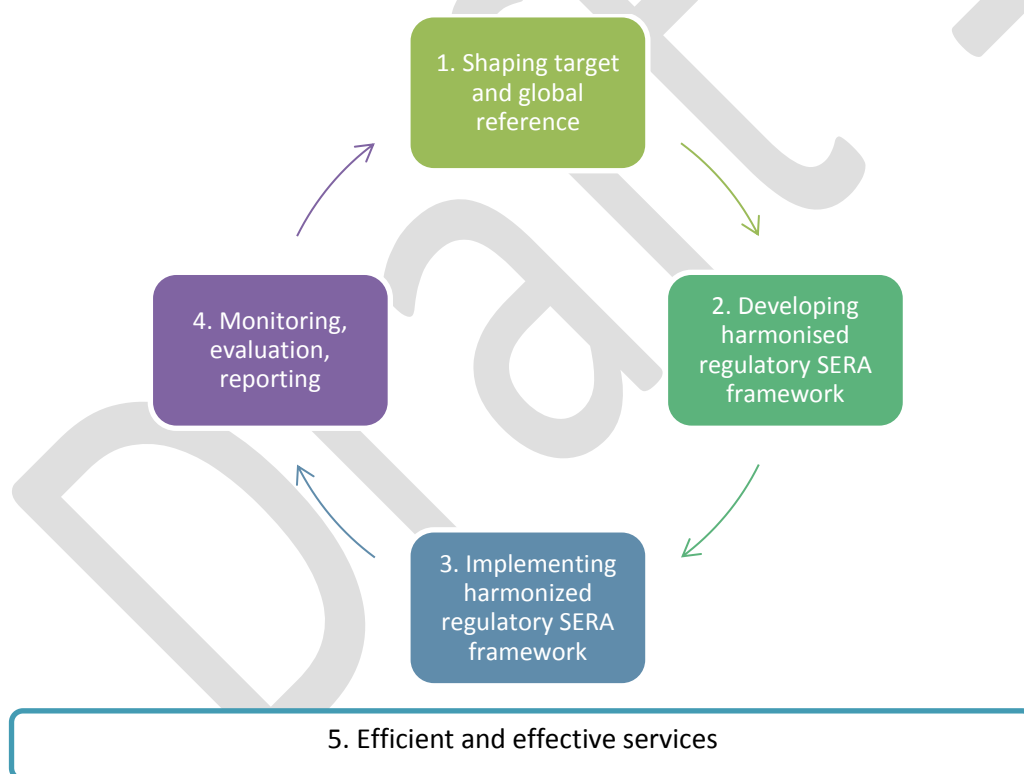 1. Shaping target
and global
reference
2. Developing
harmonised
regulatory SERA
framework
3. Implementing
harmonized
regulatory SERA
framework
4. Monitoring,
evaluation,
reporting
5. Efficient and effective services
Draft